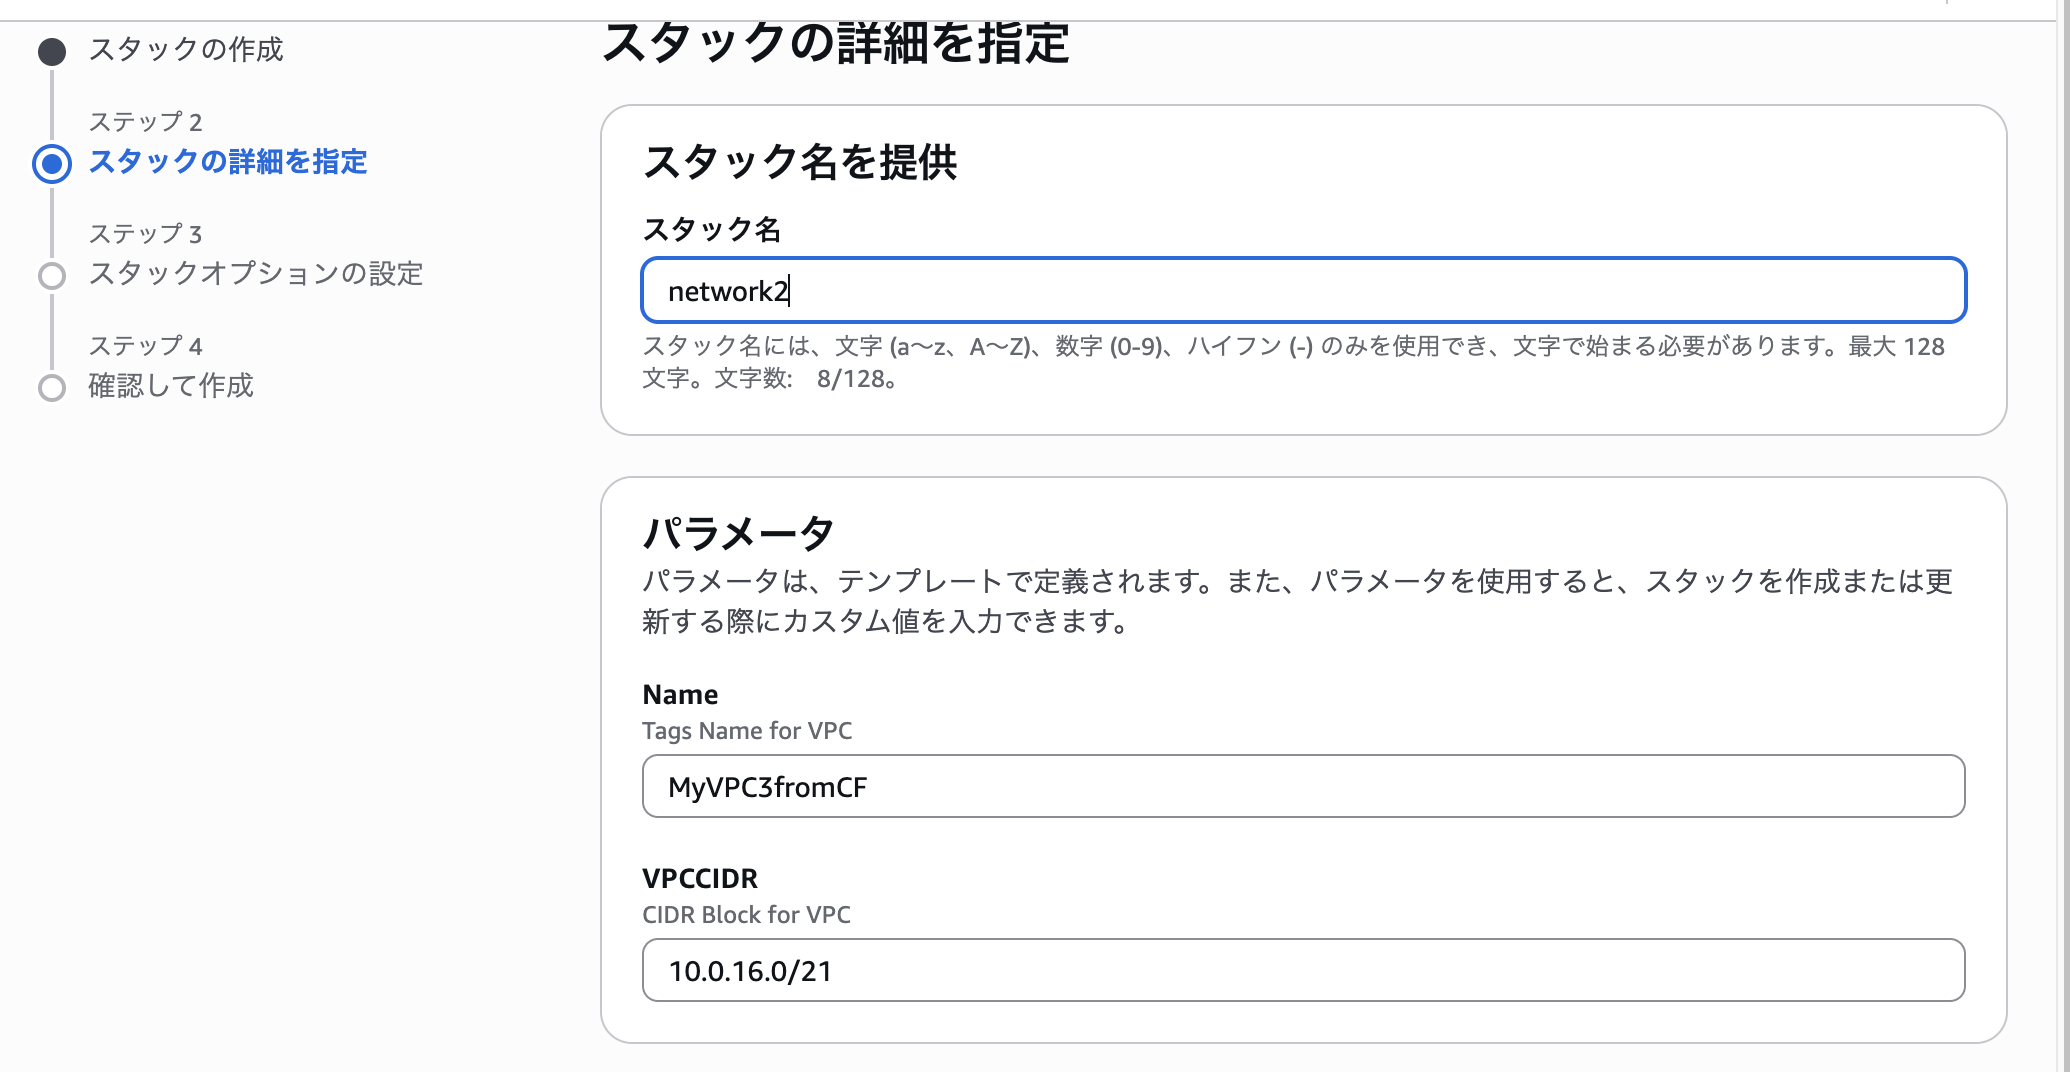 スタックの作成
ステップ 2
スタックの詳細を指定
ステップ 3
スタックオプションの設定
ステップ 4
確認して作成
スタックの詳細を指定
スタック名を提供
スタック名
network2
スタック名には、文字 (a〜z、A〜Z)、数字 (0-9)、ハイフン (-) のみを使用でき、文字で始まる必要があります。最大 128
文字。文字数: 8/128。
パラメータ
パラメータは、テンプレートで定義されます。また、パラメータを使用すると、スタックを作成または更
新する際にカスタム値を入力できます。
Name
Tags Name for VPC
MyVPC3fromCF
VPCCIDR
CIDR Block for VPC
10.0.16.0/21